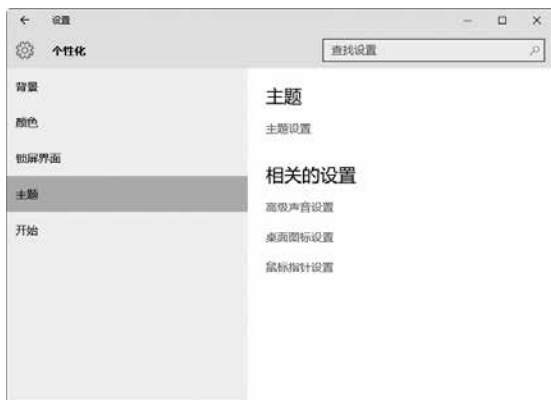 设置
个性化
查找设置
背景
颜色
锁屏界面
主题
开始
主题
主题设置
相关的设置
高级声音设置
桌面图标设置
鼠标指针设置